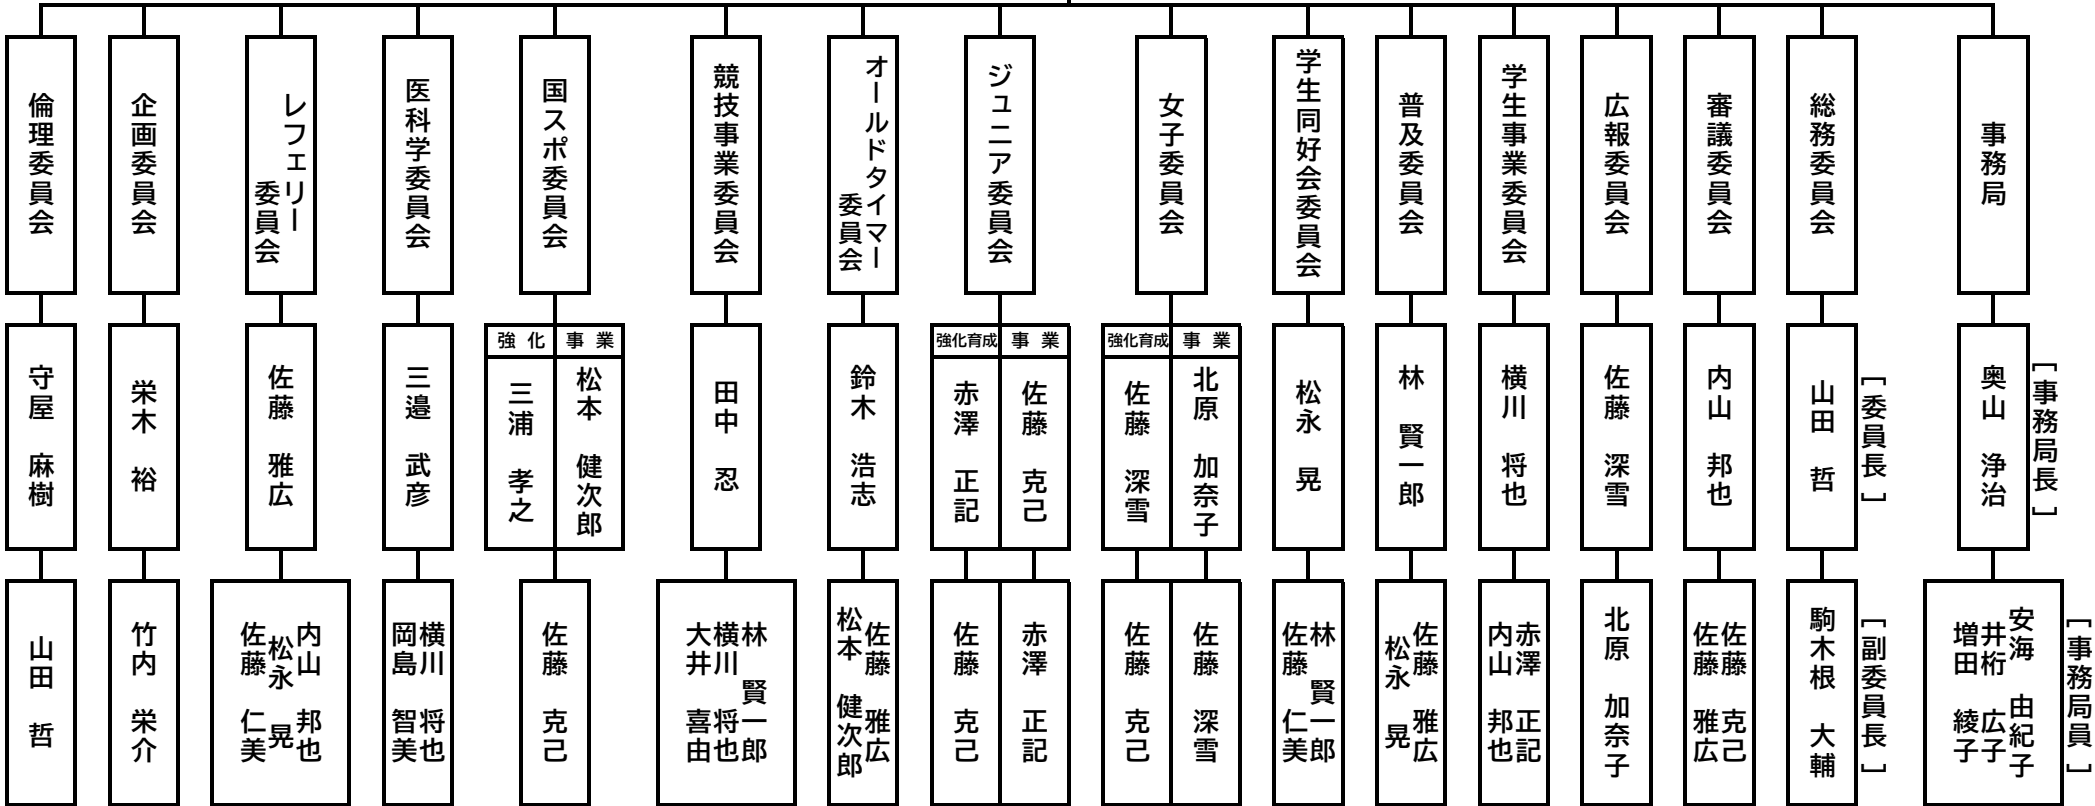 事務局
総務委員会
審議委員会
広報委員会
学生事業委員会
普及委員会
学生同好会委員会
女子委員会
ジュニア委員会
オールドタイマー
委員会
競技事業委員会
国スポ委員会
医科学委員会
レフェリー
委員会
企画委員会
倫理委員会
[事務局長]
奥山 浄治
[委員長]
山田 哲
内山 邦也
佐藤 深雪
横川 将也
林 賢一郎
松永 晃
事業
北原 加奈子
強化育成
佐藤 深雪
事業
佐藤 克己
強化育成
赤澤 正記
鈴木 浩志
田中 忍
事業
松本 健次郎
強化
三浦 孝之
三邉 武彦
佐藤 雅広
栄木 裕
守屋 麻樹
[事務局員]
安海 由紀子
井桁 広子
増田 綾子
[副委員長]
駒木根 大輔
佐藤 克己
佐藤 雅広
北原 加奈子
赤澤 正記
内山 邦也
佐藤 雅広
松永 晃
林 賢一郎
佐藤 仁美
佐藤 深雪
佐藤 克己
赤澤 正記
佐藤 克己
佐藤 雅広
松本 健次郎
林 賢一郎
横川 将也
大井 喜由
佐藤 克己
横川 将也
岡島 智美
内山 邦也
松永 晃
佐藤 仁美
竹内 栄介
山田 哲